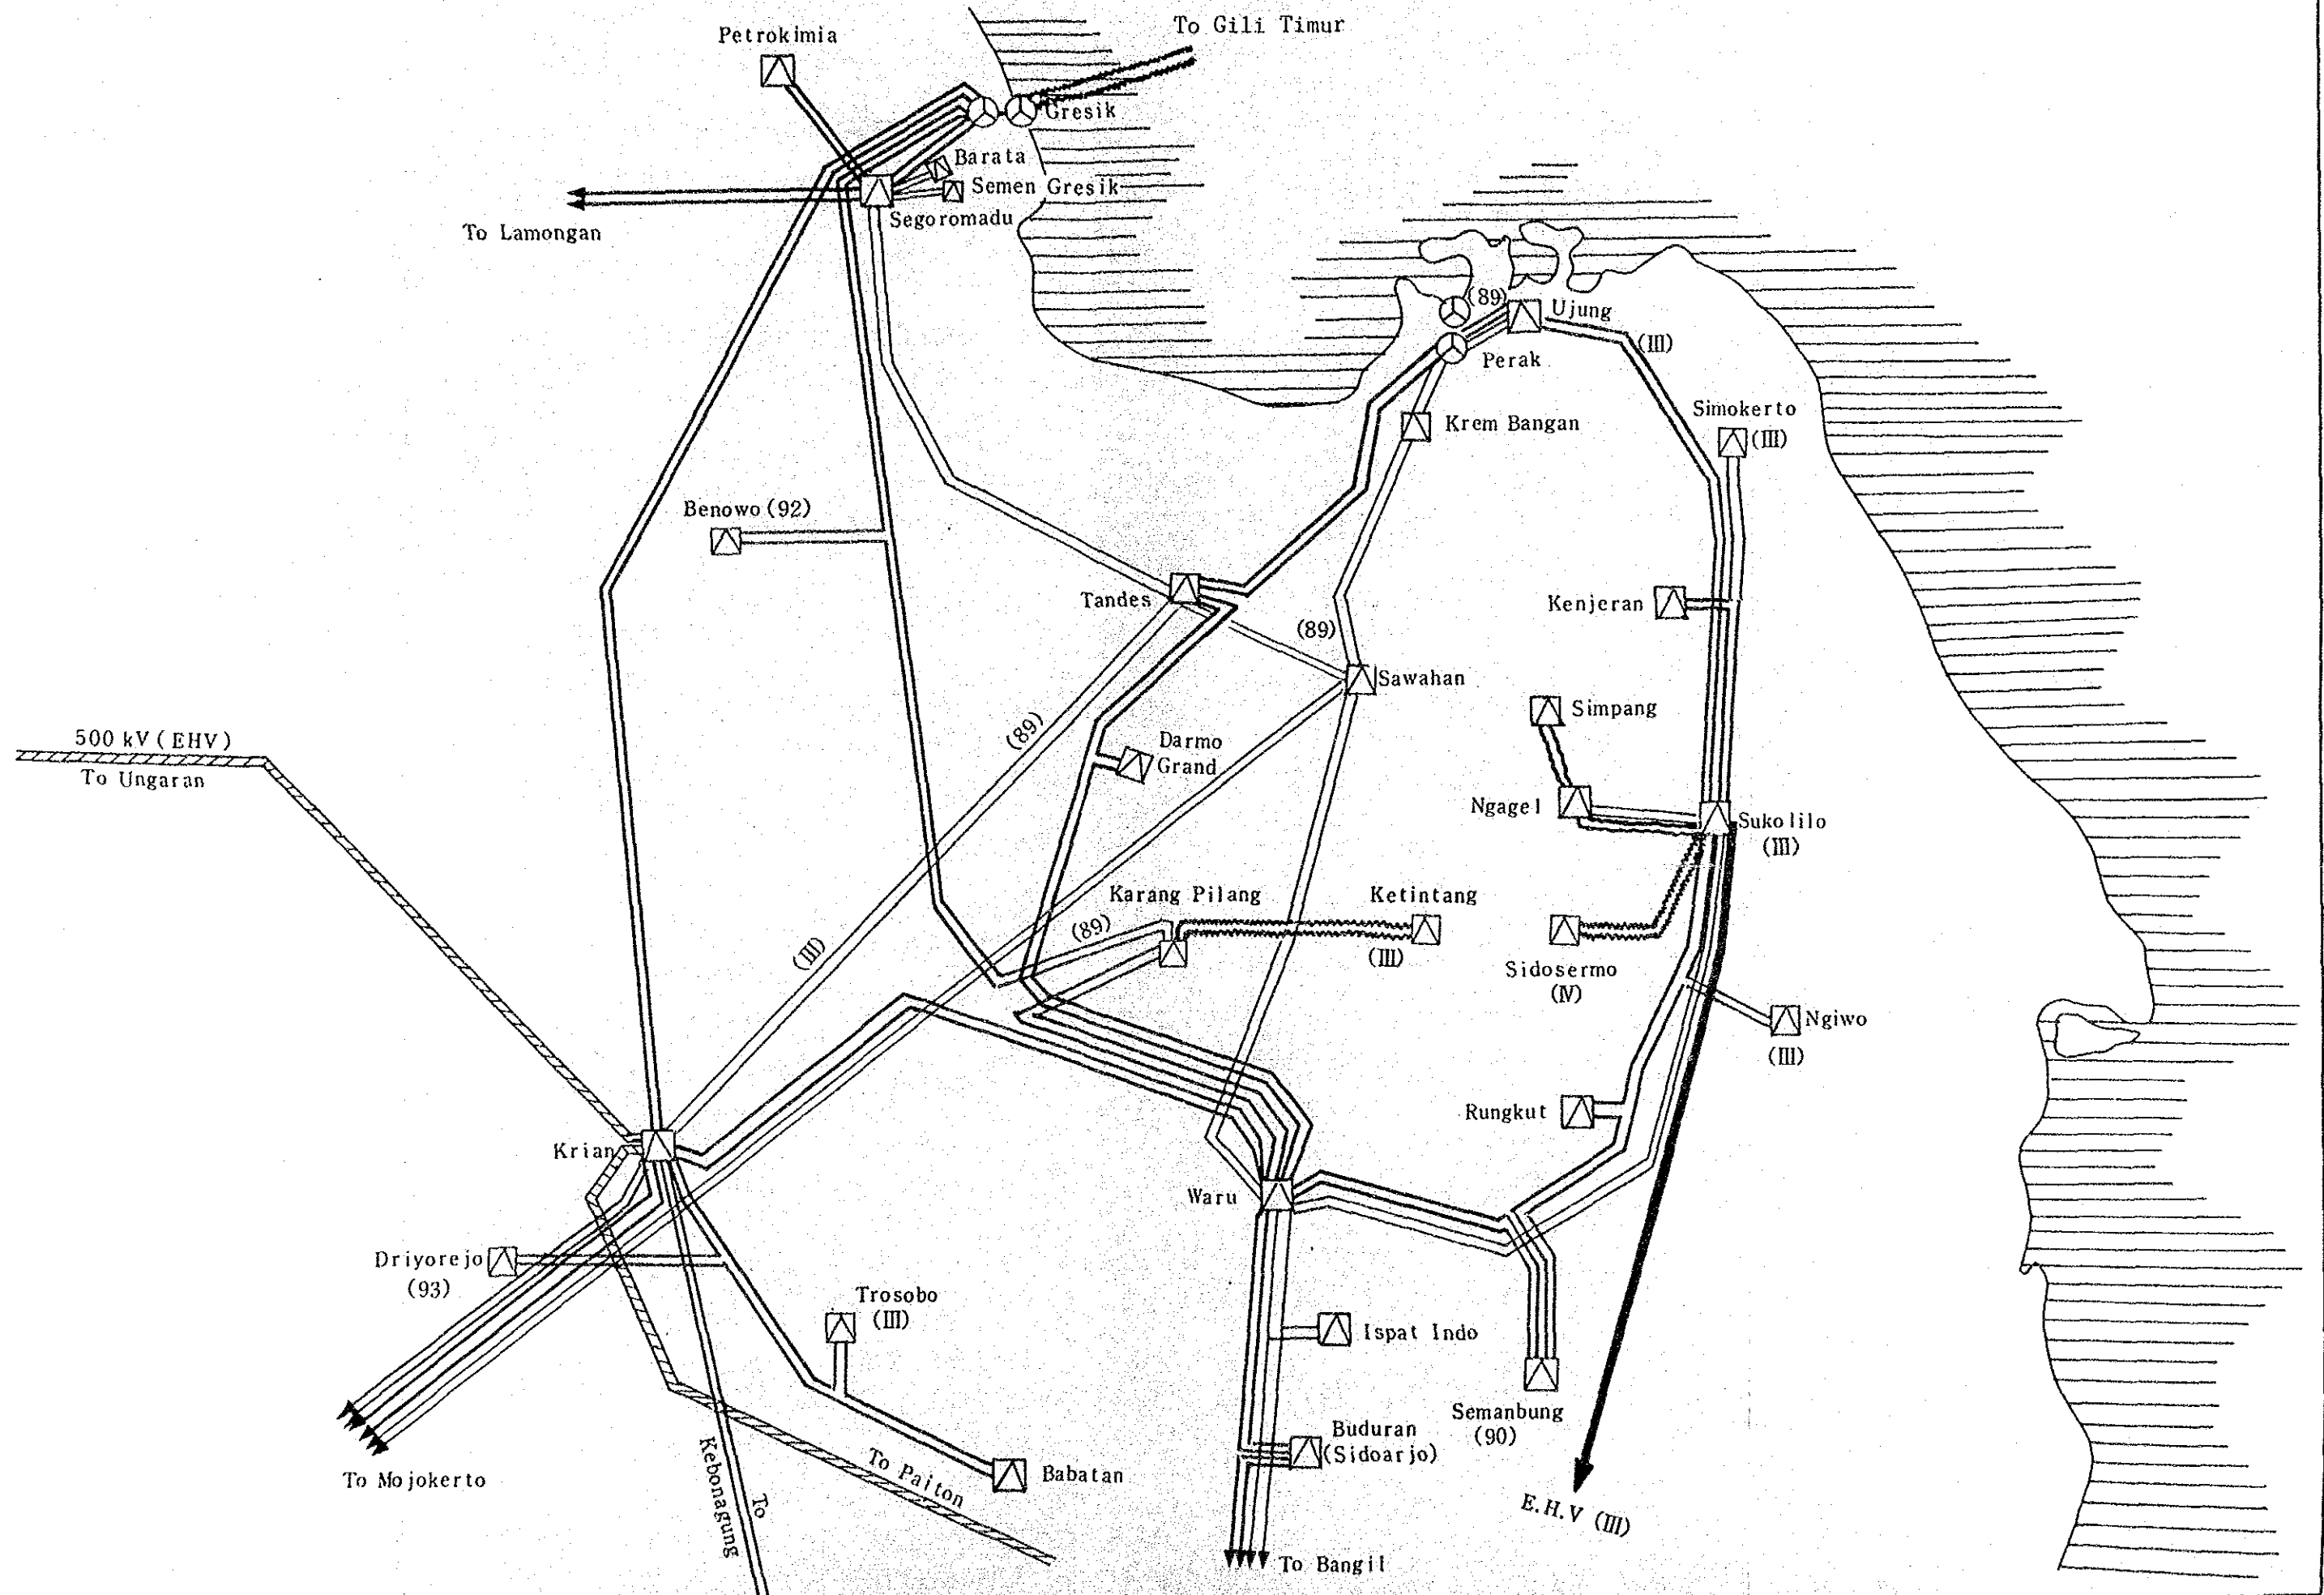 To Gili Timur
Petrokimia
Gresik
Barata
Semen Gresik
Segoromadu
To Lamongan
(89)
Ujung
(III)
Perak
Simokerto
(III)
Krem Bangan
Benowo (92)
Tandes
Kenjeran
(89)
Sawahan
Simpang
500 kV (EHV)
To Ungaran
(89)
Darmo
Grand
Ngagel
Sukolilo
(III)
Karang Pilang
Ketintang
(89)
(III)
(III)
Sidosermo
(IV)
Ngiwo
(III)
Rungkut
Krian
Waru
Driyorejo
(93)
Trosobo
(III)
Ispat Indo
Semanbung
(90)
Buduran
(Sidoarjo)
To Mojokerto
To Paiton
Babatan
To
Kebonagung
E.H.V (III)
To Bangil